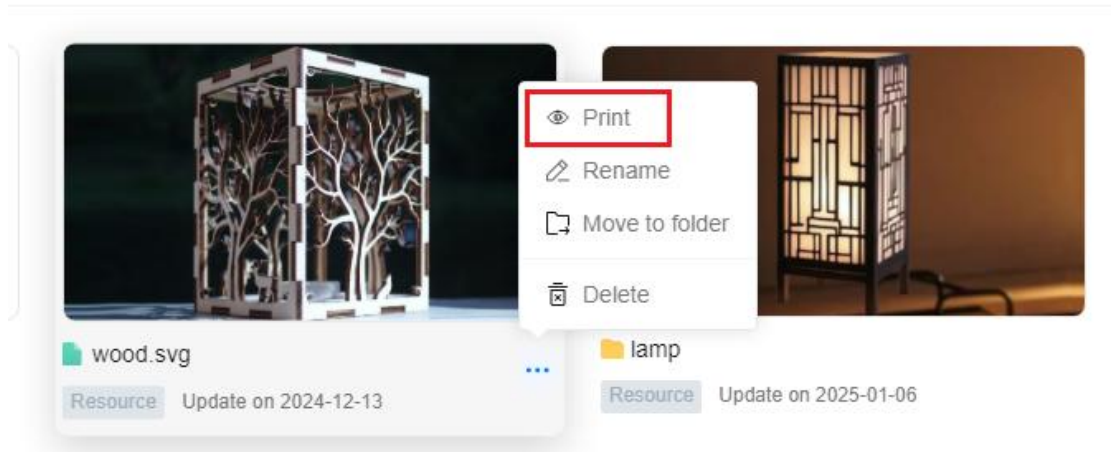 Print
Rename
Move to folder
Delete
wood.svg
Resource Update on 2024-12-13
lamp
Resource Update on 2025-01-06